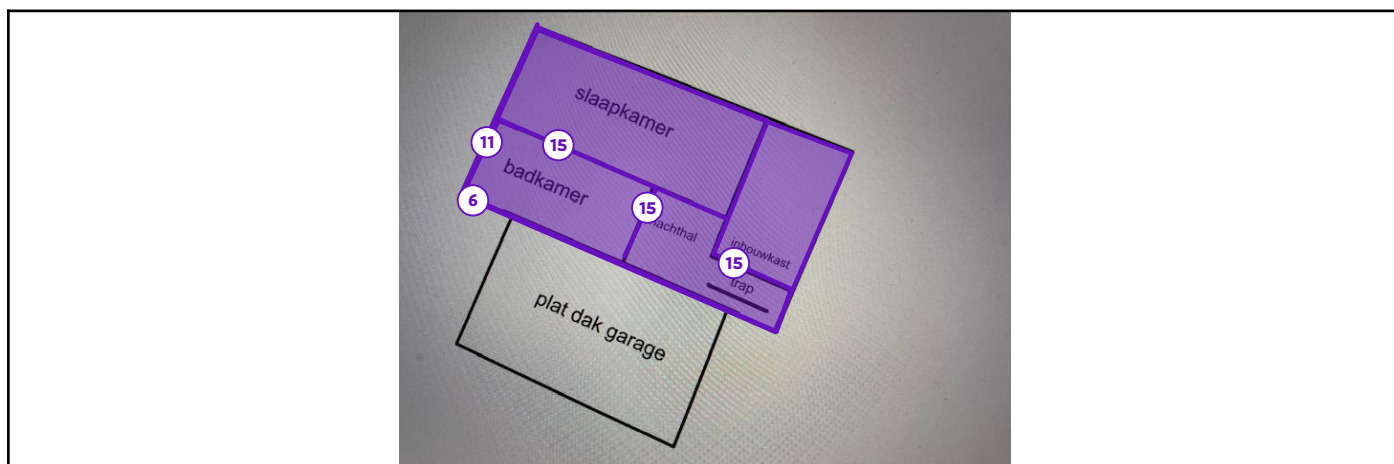 slaapkamer
11
15
badkamer
6
15
nachthal
inbouwkast
15
trap
plat dak garage